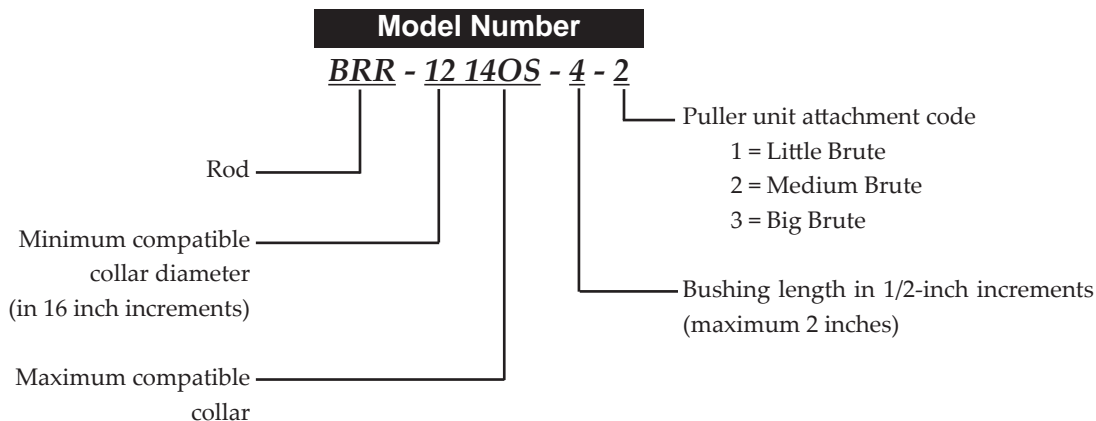 Model Number
BRR - 12 14OS - 4 - 2
Puller unit attachment code
1 = Little Brute
2 = Medium Brute
3 = Big Brute
Rod
Minimum compatible
collar diameter
(in 16 inch increments)
Bushing length in 1/2-inch increments
(maximum 2 inches)
Maximum compatible
collar